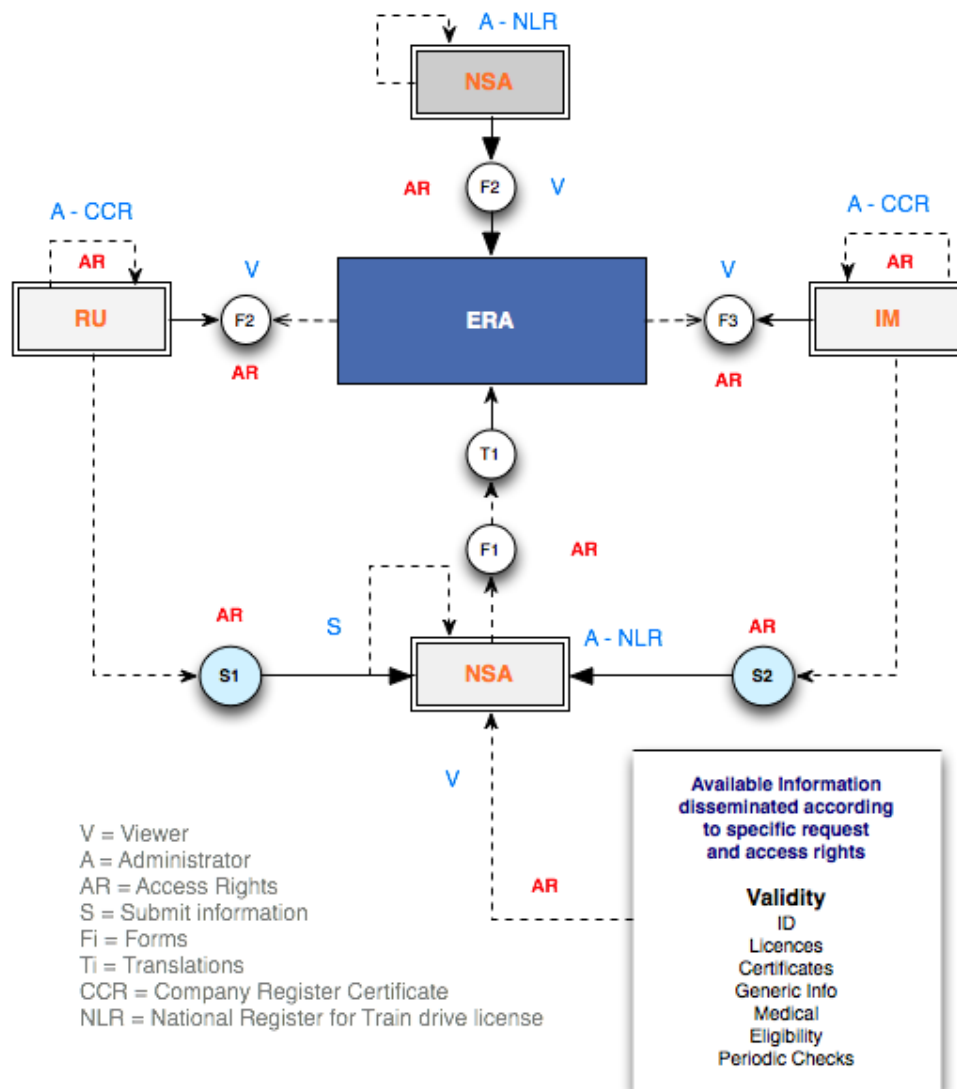 A - NLR
NSA
AR
F2
V
A - CCR
AR
RU
V
F2
AR
ERA
V
F3
AR
A - CCR
AR
IM
T1
F1
AR
AR
S1
S
NSA
A - NLR
AR
S2
V
AR
Available Information
disseminated according
to specific request
and access rights
Validity
ID
Licences
Certificates
Generic Info
Medical
Eligibility
Periodic Checks
V = Viewer
A = Administrator
AR = Access Rights
S = Submit information
Fi = Forms
Ti = Translations
CCR = Company Register Certificate
NLR = National Register for Train drive license